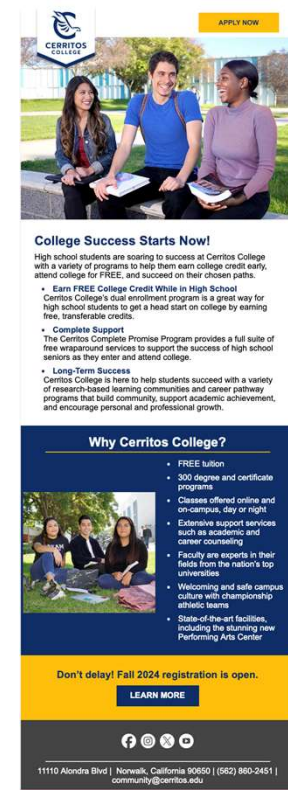 APPLY NOW
CERRITOS
COLLEGE
College Success Starts Now!
High school students are soaring to success at Cerritos College
with a variety of programs to help them earn college credit early,
attend college for FREE, and succeed on their chosen paths.
• Earn FREE College Credit While in High School
Cerritos College's dual enrollment program is a great way for
high school students to get a head start on college by earning
free, transferable credits.
• Complete Support
The Cerritos Complete Promise Program provides a full suite of
free wraparound services to support the success of high school
seniors as they enter and attend college.
• Long-Term Success
Cerritos College is here to help students succeed with a variety
of research-based learning communities and career pathway
programs that build community, support academic achievement,
and encourage personal and professional growth.
Why Cerritos College?
• FREE tuition
• 300 degree and certificate
programs
• Classes offered online and
on-campus, day or night
• Extensive support services
such as academic and
career counseling
• Faculty are experts in their
fields from the nation's top
universities
• Welcoming and safe campus
culture with championship
athletic teams
• State-of-the-art facilities,
including the stunning new
Performing Arts Center
Don't delay! Fall 2024 registration is open.
LEARN MORE
11110 Alondra Blvd | Norwalk, California 90650 | (562) 860-2451 |
community@cerritos.edu